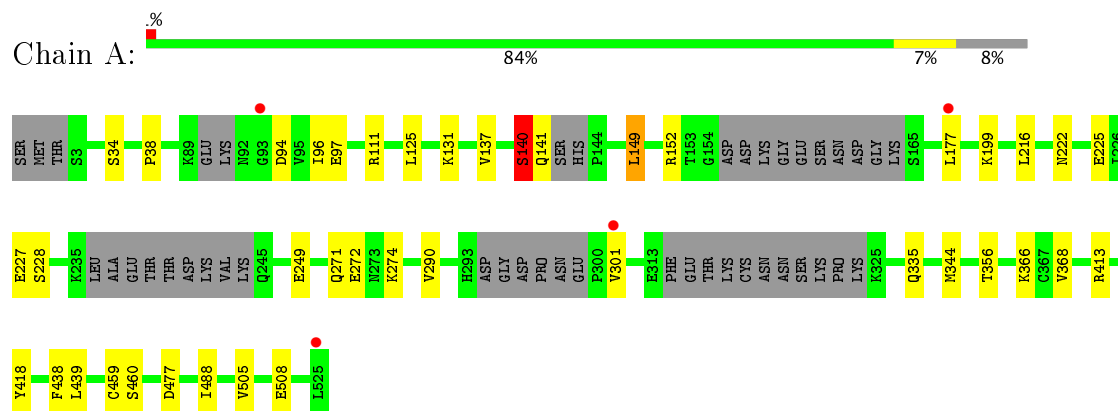 .%
Chain A:
84% 7% 8%
SER MET THR S3 S34 P38 K89 GLU LYS N92 G93 D94 V95 I96 E97 R111 L125 K131 V137 S140 Q141 SER HIS P144 L149 R152 T153 G154 ASP ASP LYS GLY GLU SER ASN ASP GLY LYS S165 L177 K199 L216 N222 E225 I226
E227 S228 K235 LEU ALA GLU THR THR ASP LYS VAL LYS Q245 E249 Q271 E272 N273 K274 V290 H293 ASP GLY ASP PRO ASN GLU P300 V301 E313 PHE GLU THR LYS CYS ASN ASN SER LYS PRO LYS K325 Q335 M344 T356 K366 C367 V368 R413
Y418 F438 L439 C459 S460 D477 I488 V505 E508 L525